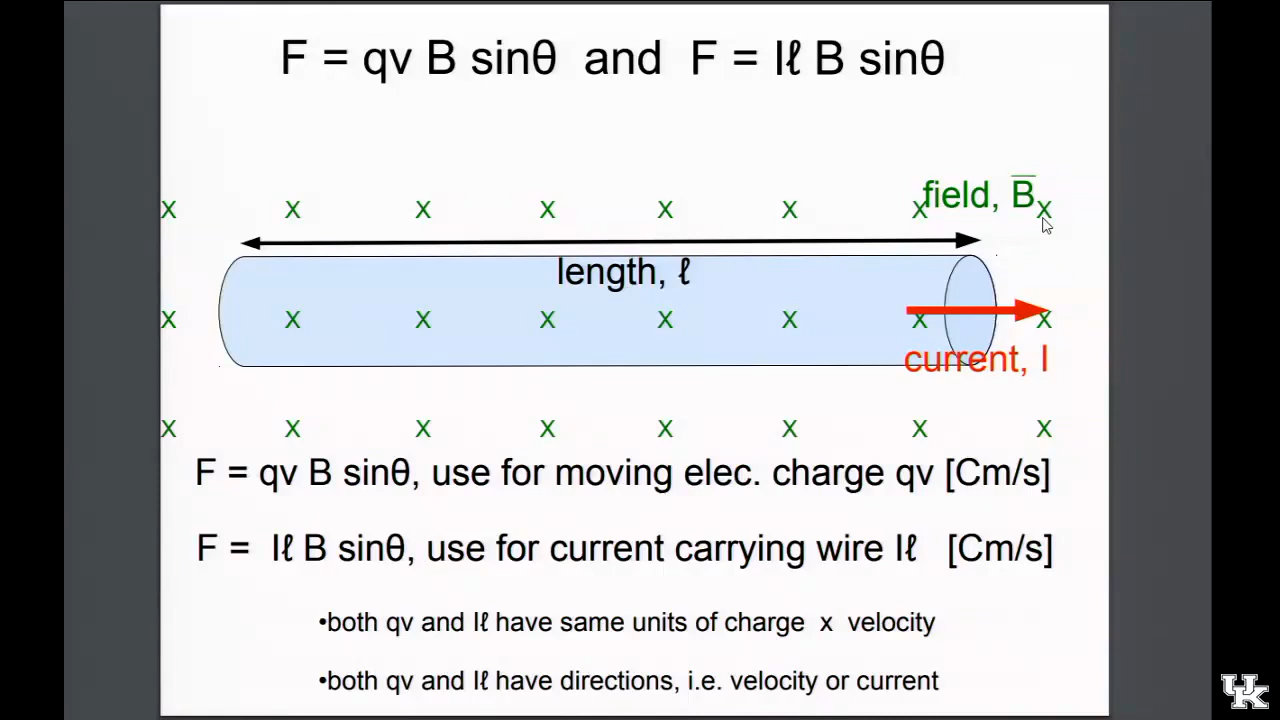 F = qv B sinθ and F = Iℓ B sinθ
field, B̅
x x x x x x x x
length, ℓ
x x x x x x x x
current, I
x x x x x x x x
F = qv B sinθ, use for moving elec. charge qv [Cm/s]
F = Iℓ B sinθ, use for current carrying wire Iℓ [Cm/s]
•both qv and Iℓ have same units of charge x velocity
•both qv and Iℓ have directions, i.e. velocity or current
UK